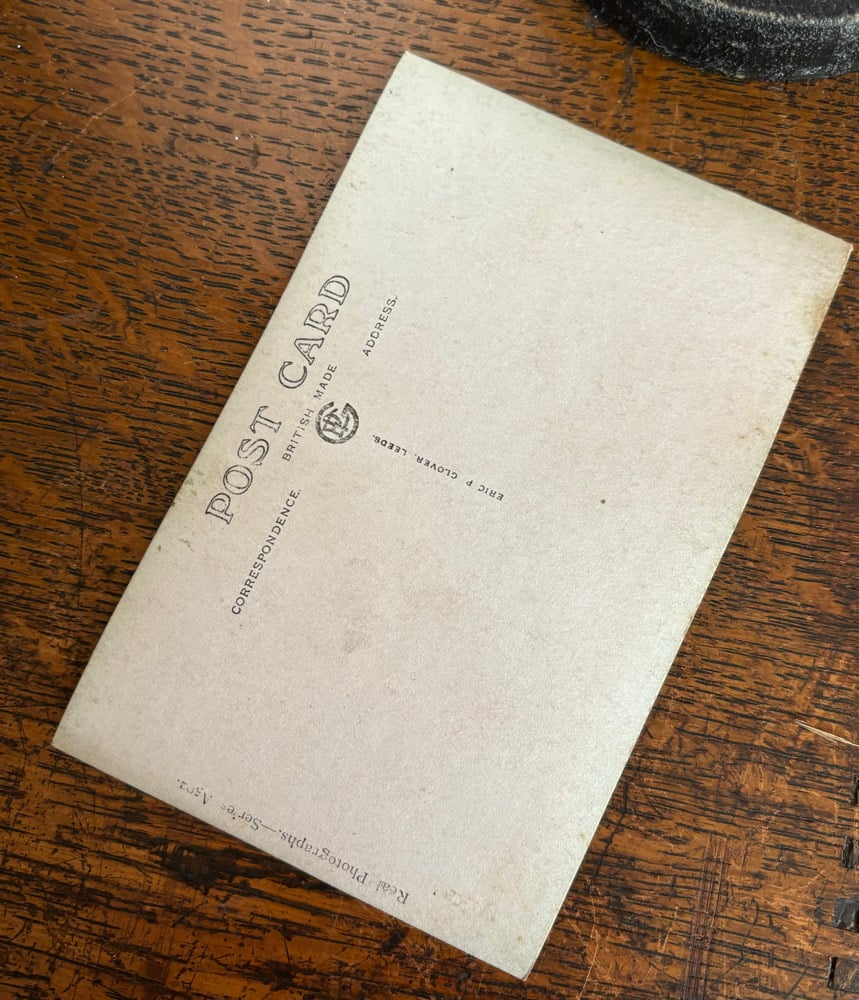 POST CARD
BRITISH MADE
CORRESPONDENCE.
ADDRESS.
ERIC P CLOVER, LEEDS.
Real Photographs.—Series